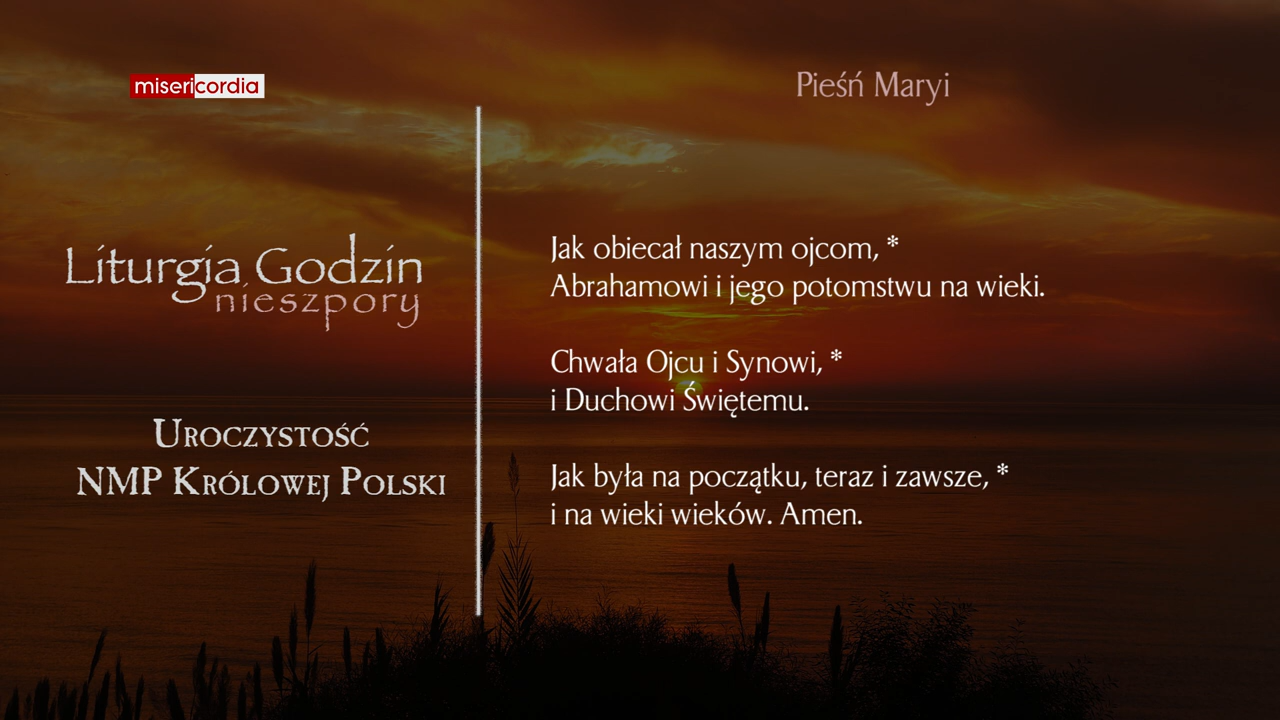 misericordia
Liturgia Godzin
nieszpory
Uroczystość
NMP Królowej Polski
Pieśń Maryi
Jak obiecał naszym ojcom, *
Abrahamowi i jego potomstwu na wieki.
Chwała Ojcu i Synowi, *
i Duchowi Świętemu.
Jak była na początku, teraz i zawsze, *
i na wieki wieków. Amen.